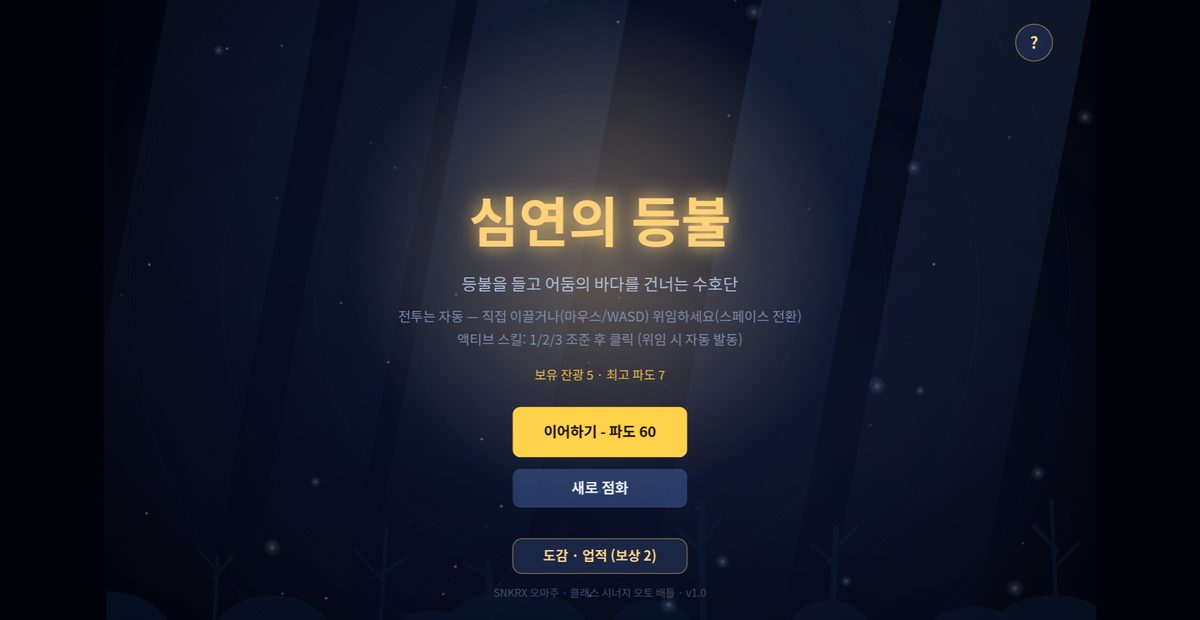 ?
심연의 등불
등불을 들고 어둠의 바다를 건너는 수호단
전투는 자동 — 직접 이끌거나(마우스/WASD) 위임하세요(스페이스 전환)
액티브 스킬: 1/2/3 조준 후 클릭 (위임 시 자동 발동)
보유 잔광 5 · 최고 파도 7
이어하기 - 파도 60
새로 점화
도감 · 업적 (보상 2)
SNKRX 오마주 · 클래스 시너지 오토 배틀 · v1.0